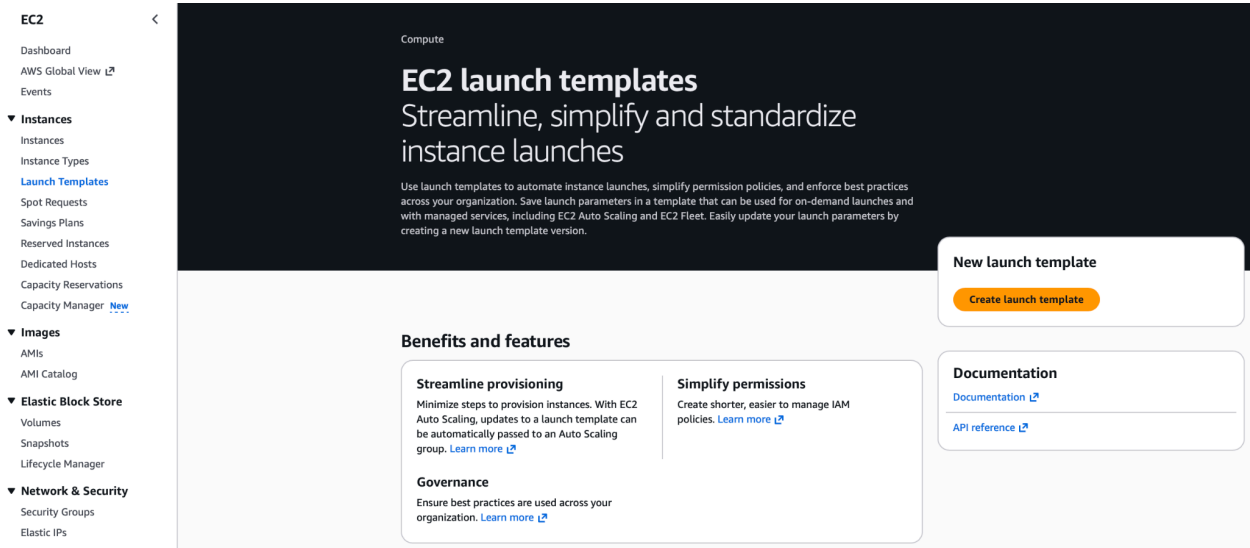 EC2
Dashboard
AWS Global View
Events
Instances
Instances
Instance Types
Launch Templates
Spot Requests
Savings Plans
Reserved Instances
Dedicated Hosts
Capacity Reservations
Capacity Manager New
Images
AMIs
AMI Catalog
Elastic Block Store
Volumes
Snapshots
Lifecycle Manager
Network & Security
Security Groups
Elastic IPs
Compute
EC2 launch templates
Streamline, simplify and standardize
instance launches
Use launch templates to automate instance launches, simplify permission policies, and enforce best practices
across your organization. Save launch parameters in a template that can be used for on-demand launches and
with managed services, including EC2 Auto Scaling and EC2 Fleet. Easily update your launch parameters by
creating a new launch template version.
New launch template
Create launch template
Benefits and features
Streamline provisioning
Minimize steps to provision instances. With EC2
Auto Scaling, updates to a launch template can
be automatically passed to an Auto Scaling
group. Learn more
Simplify permissions
Create shorter, easier to manage IAM
policies. Learn more
Governance
Ensure best practices are used across your
organization. Learn more
Documentation
Documentation
API reference